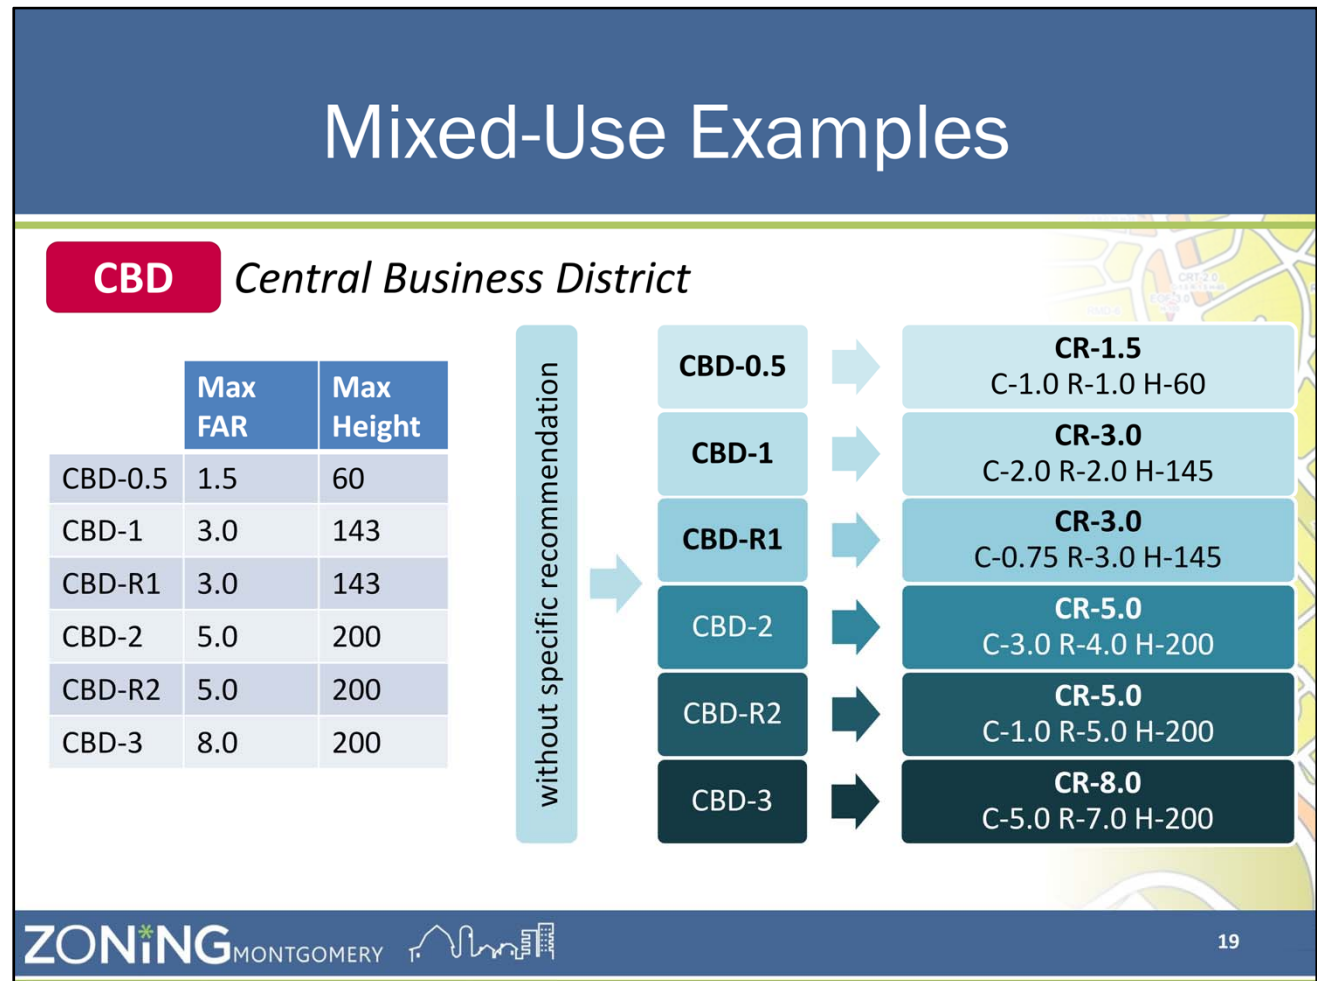 Mixed-Use Examples
CBD Central Business District
Max FAR Max Height
CBD-0.5 1.5 60
CBD-1 3.0 143
CBD-R1 3.0 143
CBD-2 5.0 200
CBD-R2 5.0 200
CBD-3 8.0 200
without specific recommendation
CBD-0.5
CR-1.5
C-1.0 R-1.0 H-60
CBD-1
CR-3.0
C-2.0 R-2.0 H-145
CBD-R1
CR-3.0
C-0.75 R-3.0 H-145
CBD-2
CR-5.0
C-3.0 R-4.0 H-200
CBD-R2
CR-5.0
C-1.0 R-5.0 H-200
CBD-3
CR-8.0
C-5.0 R-7.0 H-200
CRT-2.0
ZONiNG MONTGOMERY
19